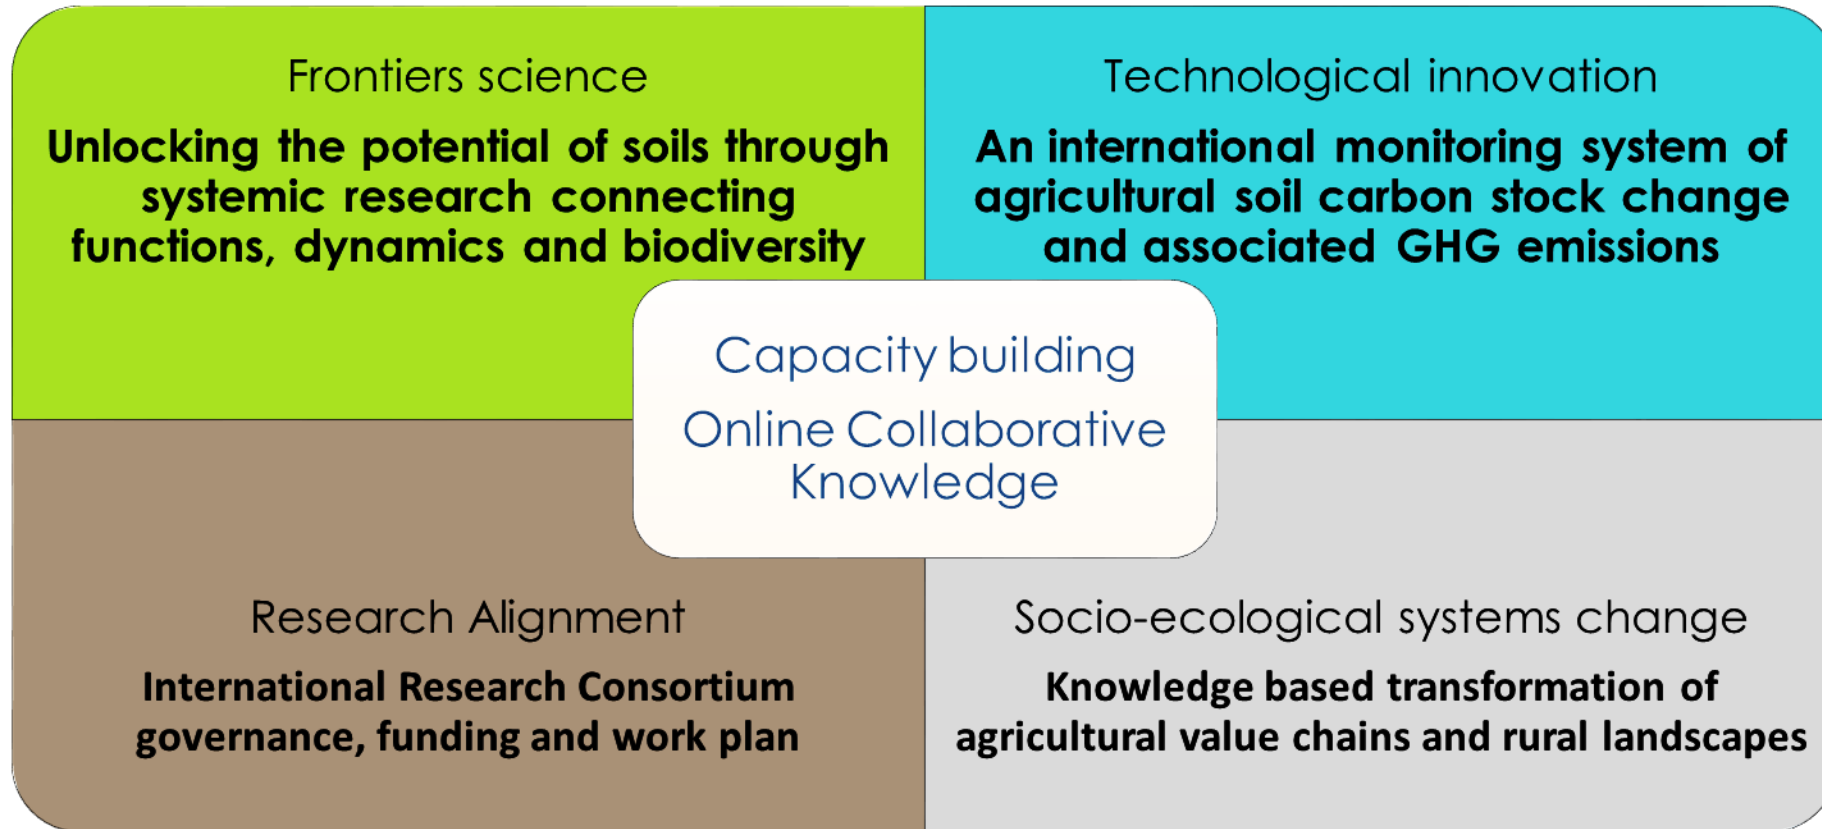 Frontiers science
Unlocking the potential of soils through
systemic research connecting
functions, dynamics and biodiversity
Technological innovation
An international monitoring system of
agricultural soil carbon stock change
and associated GHG emissions
Capacity building
Online Collaborative
Knowledge
Research Alignment
International Research Consortium
governance, funding and work plan
Socio-ecological systems change
Knowledge based transformation of
agricultural value chains and rural landscapes